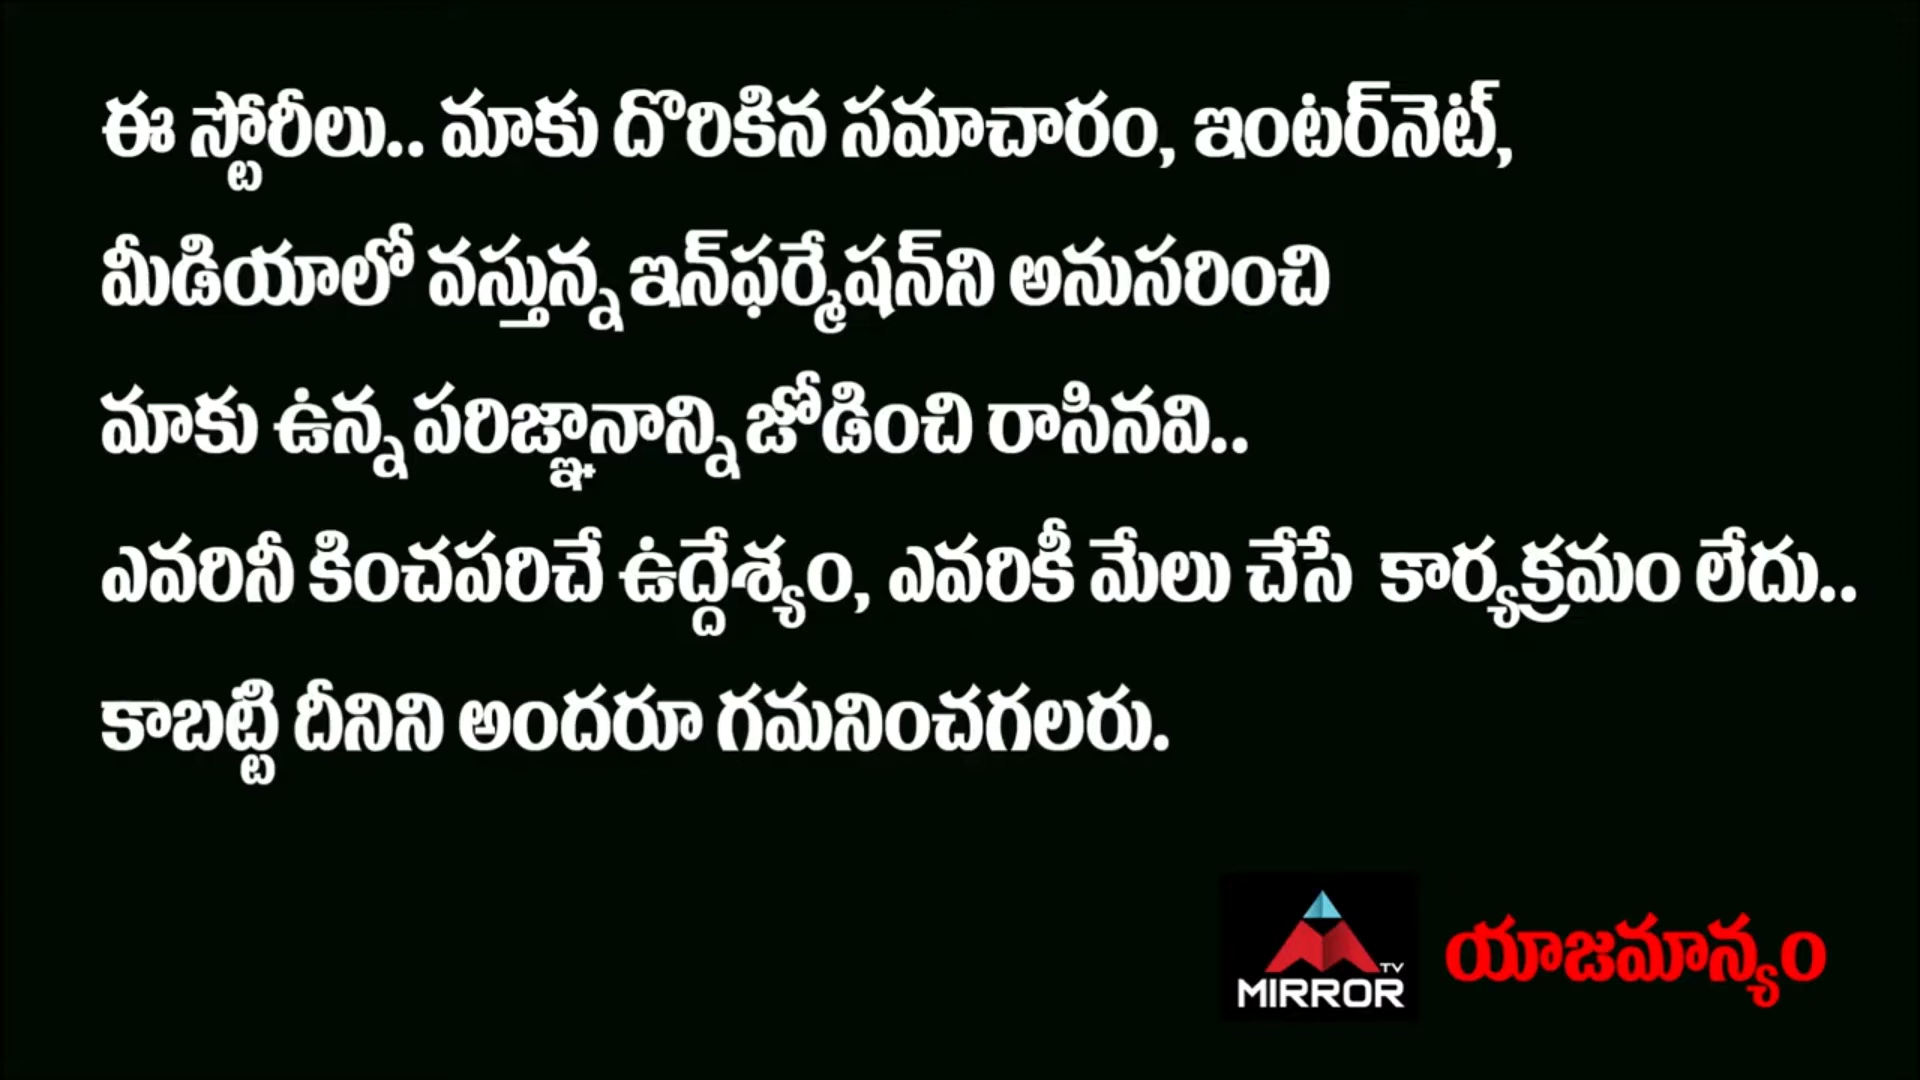 ఈ స్టోరీలు.. మాకు దొరికిన సమాచారం, ఇంటర్‌నెట్,
మీడియాలో వస్తున్న ఇన్‌ఫర్మేషన్‌ని అనుసరించి
మాకు ఉన్న పరిజ్ఞానాన్ని జోడించి రాసినవి..
ఎవరినీ కించపరిచే ఉద్దేశ్యం, ఎవరికీ మేలు చేసే కార్యక్రమం లేదు..
కాబట్టి దీనిని అందరూ గమనించగలరు.
TV
MIRROR
యాజమాన్యం